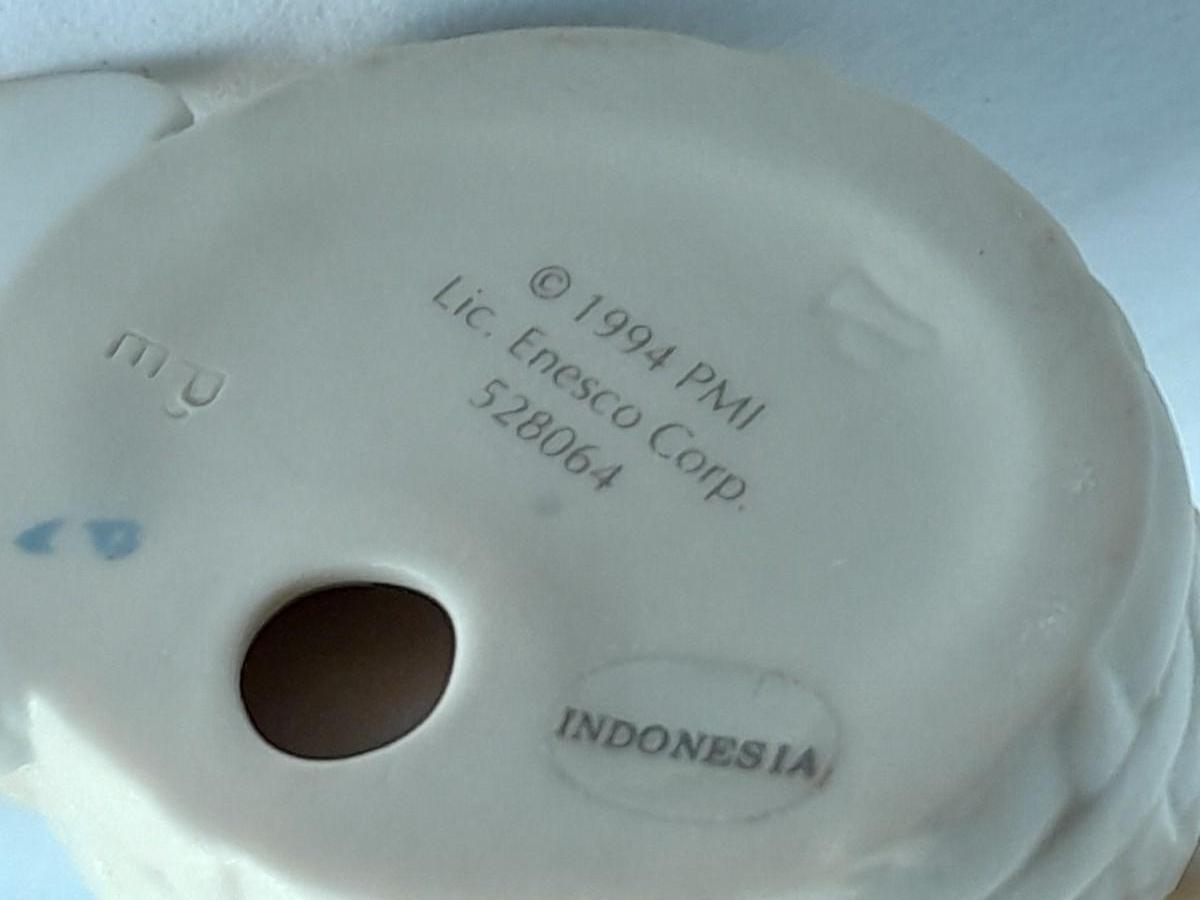 © 1994 PMI
Lic. Enesco Corp.
528064
INDONESIA